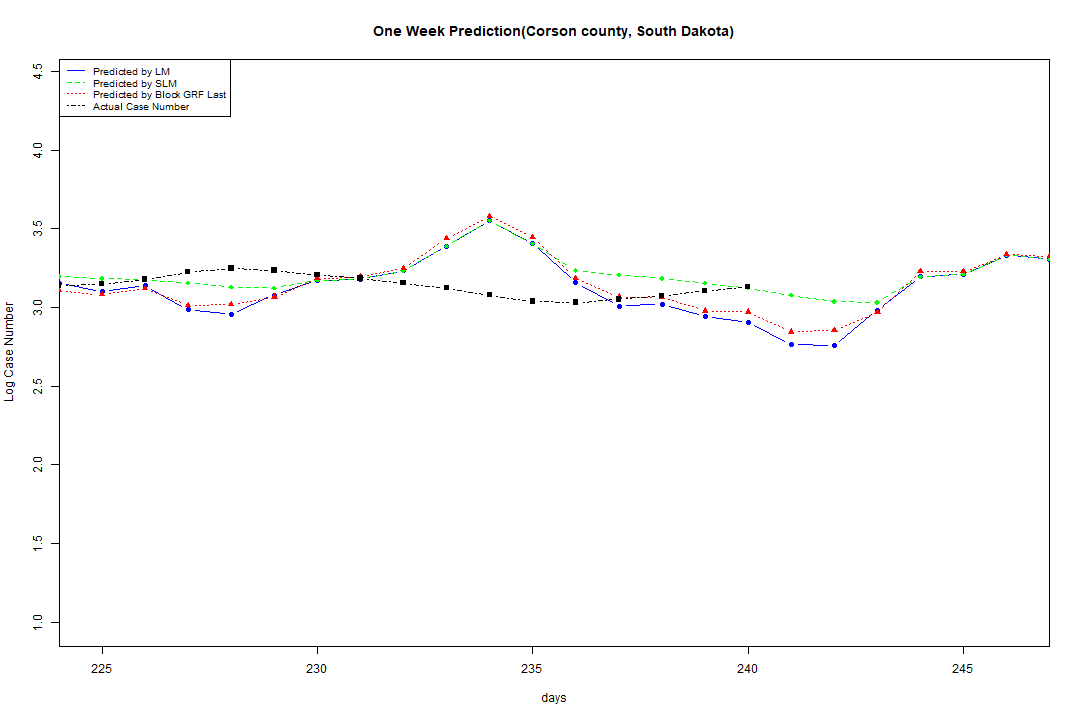 One Week Prediction(Corson county, South Dakota)
Predicted by LM
Predicted by SLM
Predicted by Block GRF Last
Actual Case Number
4.5
4.0
3.5
3.0
2.5
2.0
1.5
1.0
Log Case Number
225 230 235 240 245
days